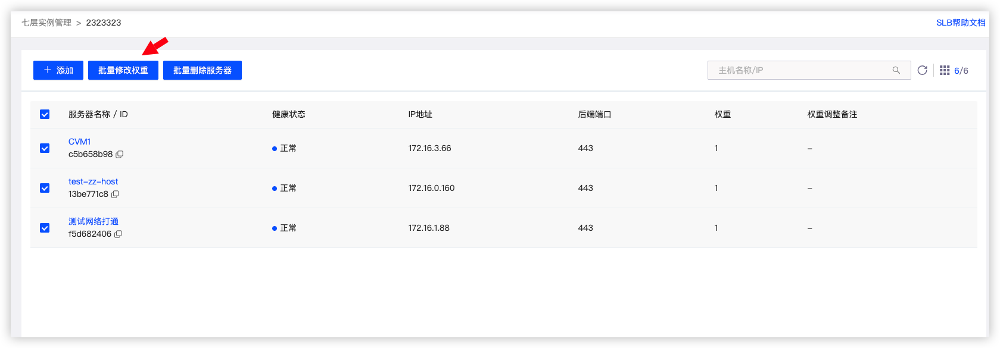 七层实例管理 > 2323323
SLB帮助文档
添加 批量修改权重 批量删除服务器
主机名称/IP
6/6
服务器名称 / ID 健康状态 IP地址 后端端口 权重 权重调整备注
CVM1
c5b658b98
正常 172.16.3.66 443 1 –
test-zz-host
13be771c8
正常 172.16.0.160 443 1 –
测试网络打通
f5d682406
正常 172.16.1.88 443 1 –